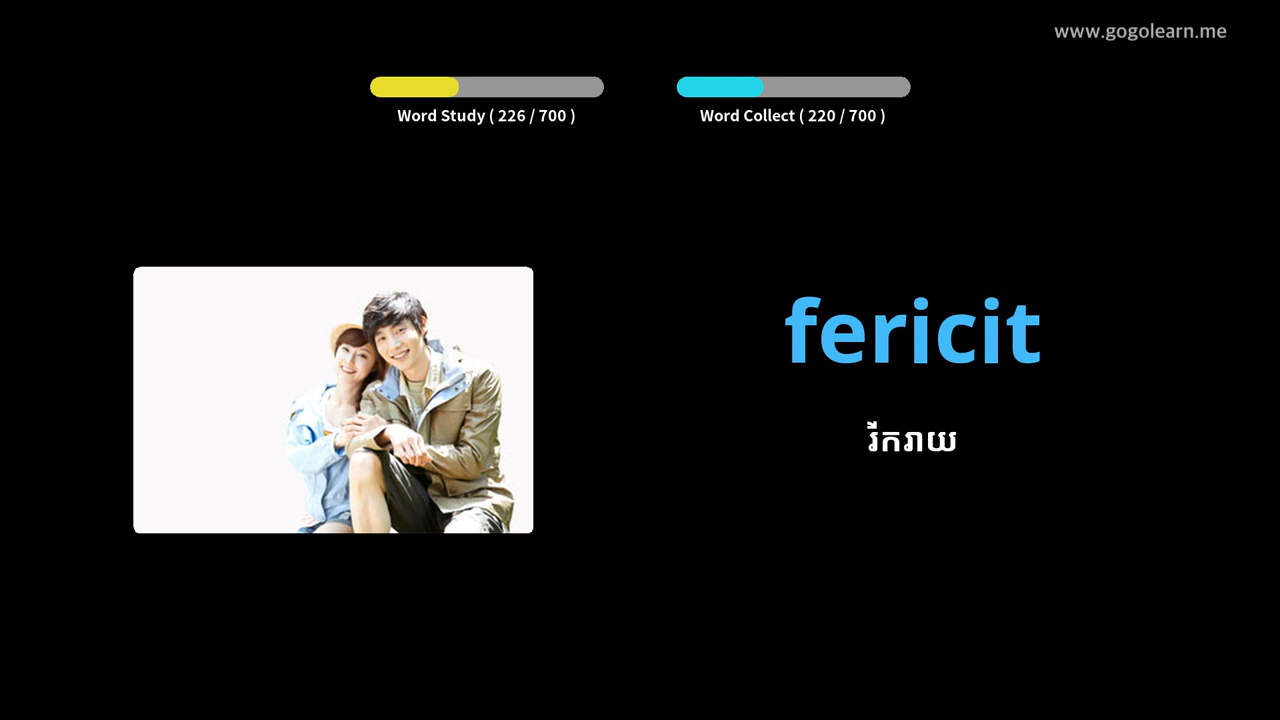 www.gogolearn.me
Word Study ( 226 / 700 )
Word Collect ( 220 / 700 )
fericit
រីករាយ